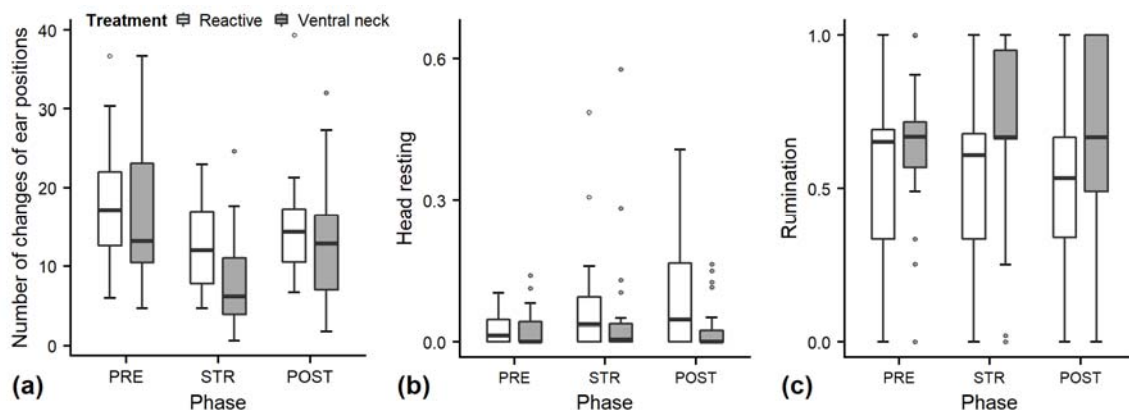 Treatment Reactive Ventral neck
Number of changes of ear positions
40
30
20
10
0
PRE STR POST
(a) Phase
Head resting
0.6
0.3
0.0
PRE STR POST
(b) Phase
Rumination
1.0
0.5
0.0
PRE STR POST
(c) Phase